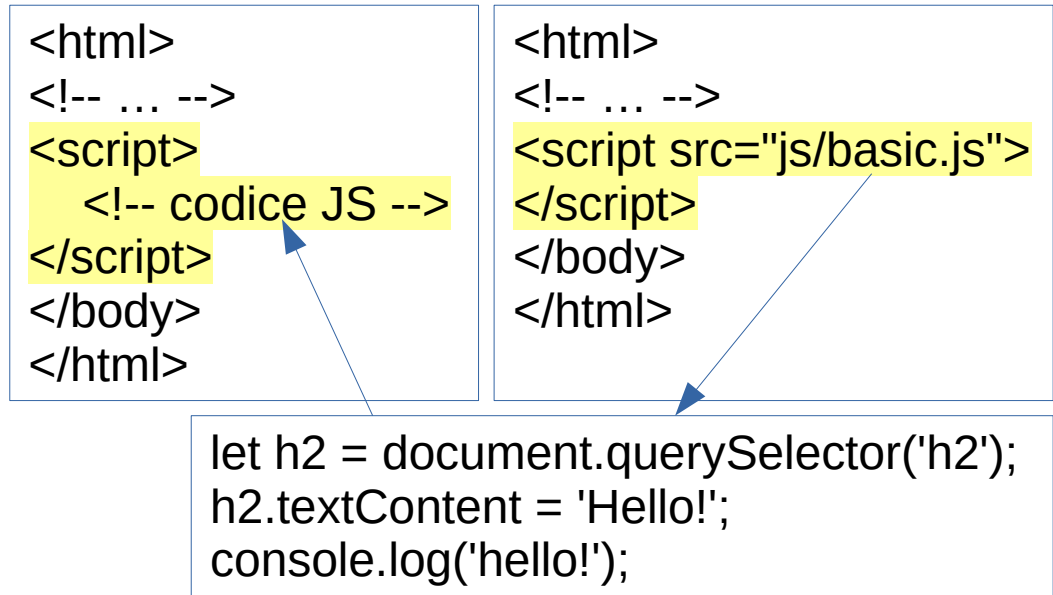 <html>
<!-- … -->
<script>
<!-- codice JS -->
</script>
</body>
</html>
<html>
<!-- … -->
<script src="js/basic.js">
</script>
</body>
</html>
let h2 = document.querySelector('h2');
h2.textContent = 'Hello!';
console.log('hello!');